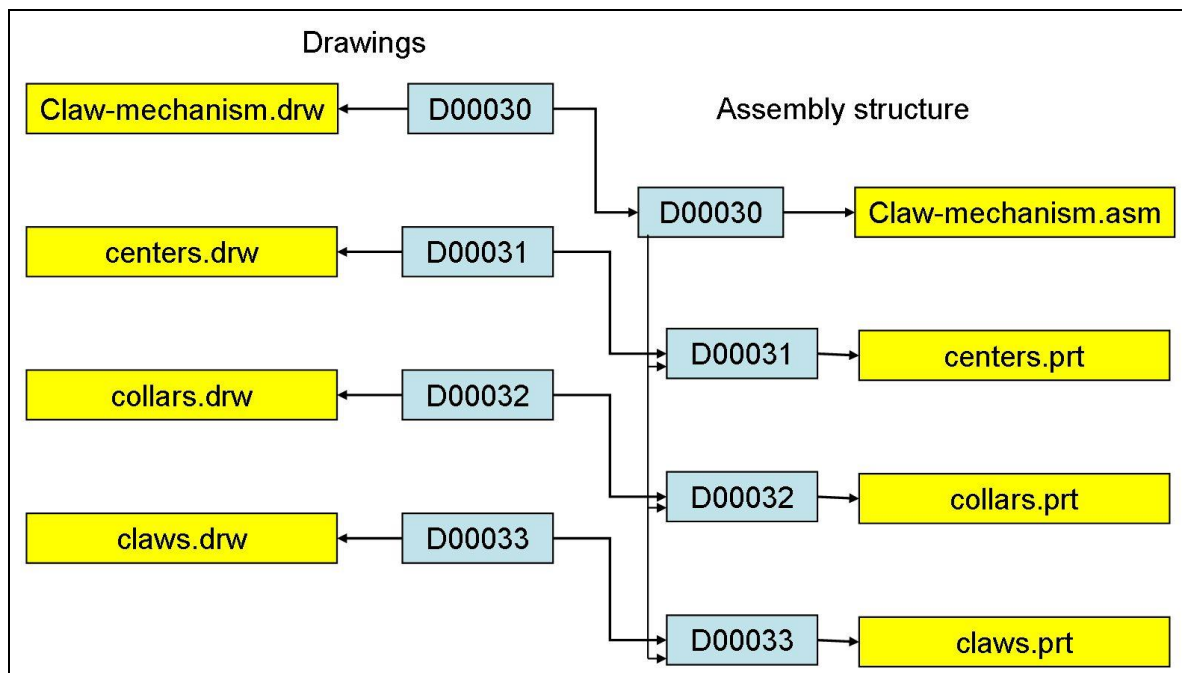 Drawings
Claw-mechanism.drw
D00030
Assembly structure
D00030
Claw-mechanism.asm
centers.drw
D00031
D00031
centers.prt
collars.drw
D00032
D00032
collars.prt
claws.drw
D00033
D00033
claws.prt